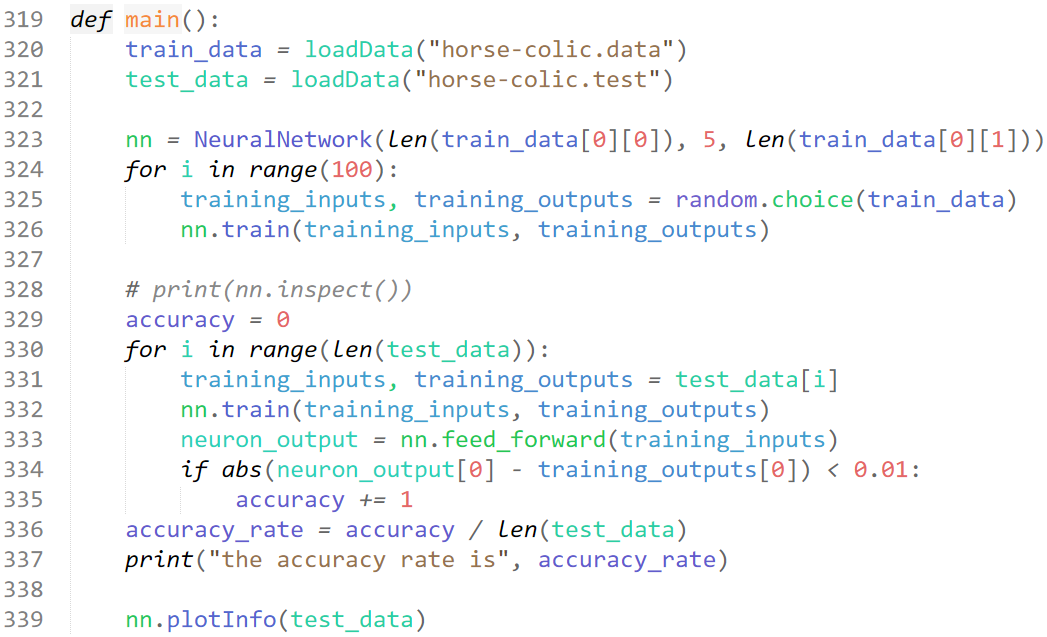 319 def main():
320     train_data = loadData("horse-colic.data")
321     test_data = loadData("horse-colic.test")
322
323     nn = NeuralNetwork(len(train_data[0][0]), 5, len(train_data[0][1]))
324     for i in range(100):
325         training_inputs, training_outputs = random.choice(train_data)
326         nn.train(training_inputs, training_outputs)
327
328     # print(nn.inspect())
329     accuracy = 0
330     for i in range(len(test_data)):
331         training_inputs, training_outputs = test_data[i]
332         nn.train(training_inputs, training_outputs)
333         neuron_output = nn.feed_forward(training_inputs)
334         if abs(neuron_output[0] - training_outputs[0]) < 0.01:
335             accuracy += 1
336     accuracy_rate = accuracy / len(test_data)
337     print("the accuracy rate is", accuracy_rate)
338
339     nn.plotInfo(test_data)